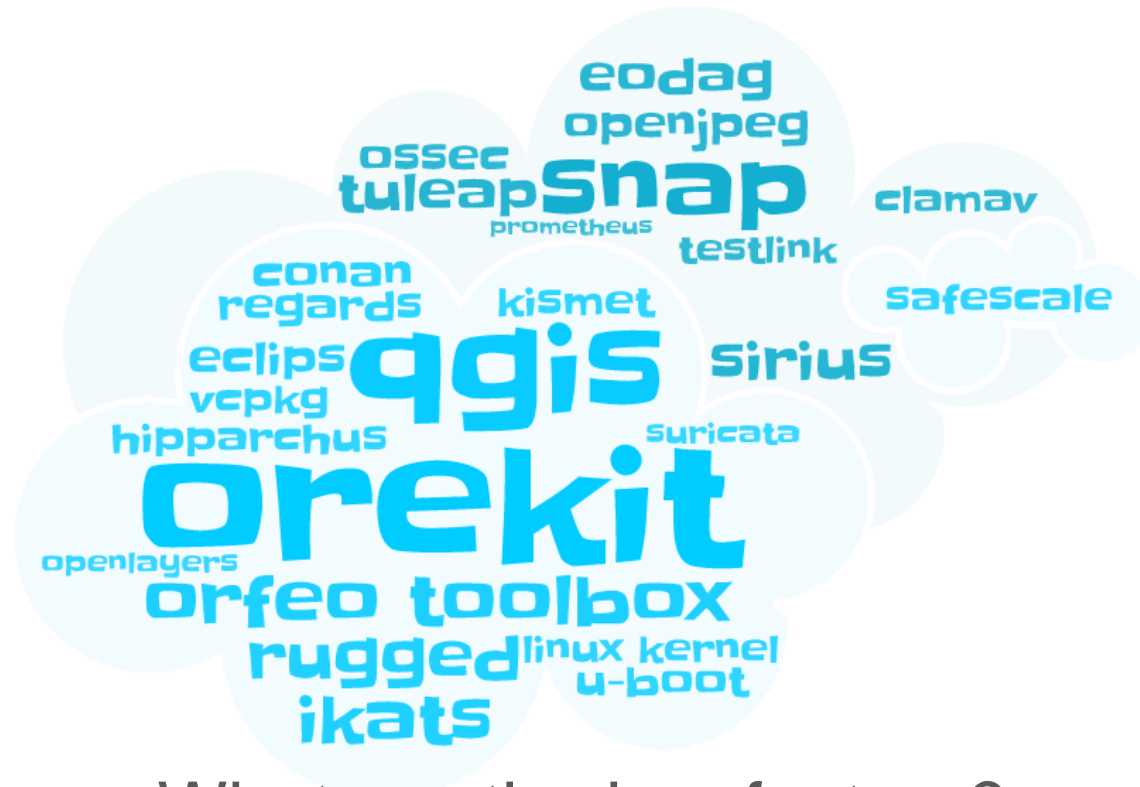 eodag
openjpeg
ossec
tuleap snap
clamav
prometheus
testlink
conan
regards
kismet
safescale
eclips qgis
sirius
vcpkg
hipparchus
suricata
orekit
openlayers
orfeo toolbox
rugged linux kernel
u-boot
ikats